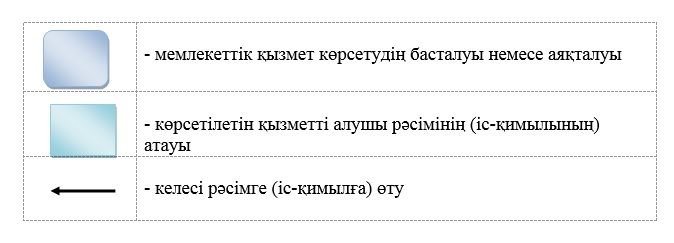 - мемлекеттік қызмет көрсетудің басталуы немесе аяқталуы
- көрсетілетін қызметті алушы рәсімінің (іс-қимылының)
атауы
- келесі рәсімге (іс-қимылға) өту